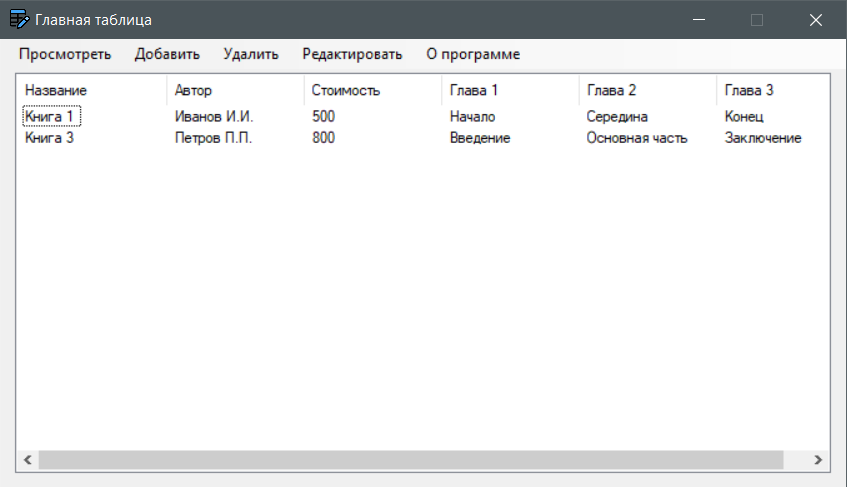 Главная таблица
Просмотреть Добавить Удалить Редактировать О программе
Название Автор Стоимость Глава 1 Глава 2 Глава 3
Книга 1 Иванов И.И. 500 Начало Середина Конец
Книга 3 Петров П.П. 800 Введение Основная часть Заключение